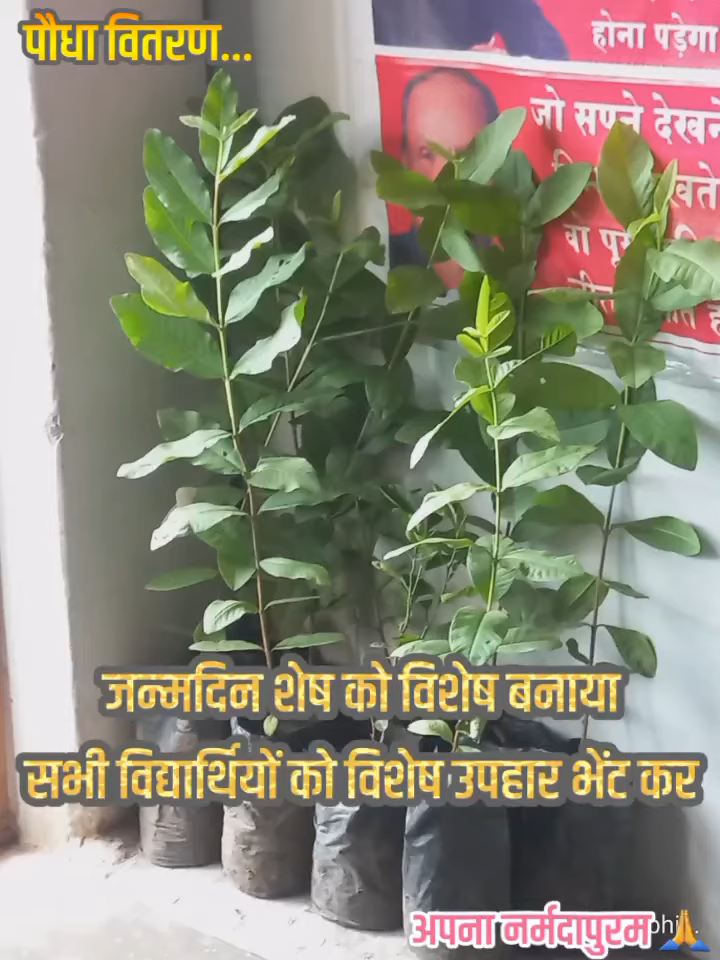 पौधा वितरण...
होना पड़ेगा
जो सपने देखने
जन्मदिन शेष को विशेष बनाया
सभी विद्यार्थियों को विशेष उपहार भेंट कर
अपना नर्मदापुरम 🙏